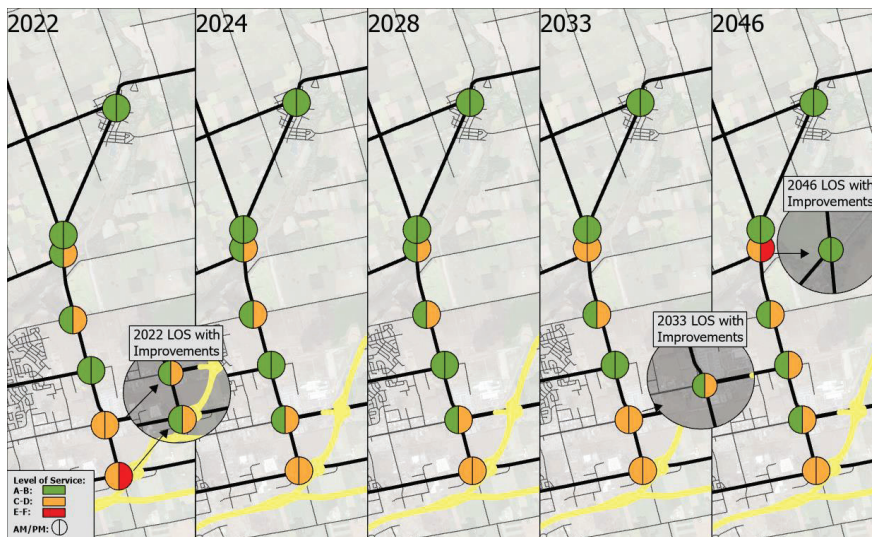 2022
2024
2028
2033
2046
2046 LOS with
Improvements
2022 LOS with
Improvements
2033 LOS with
Improvements
Level of Service:
A-B:
C-D:
E-F:
AM/PM: